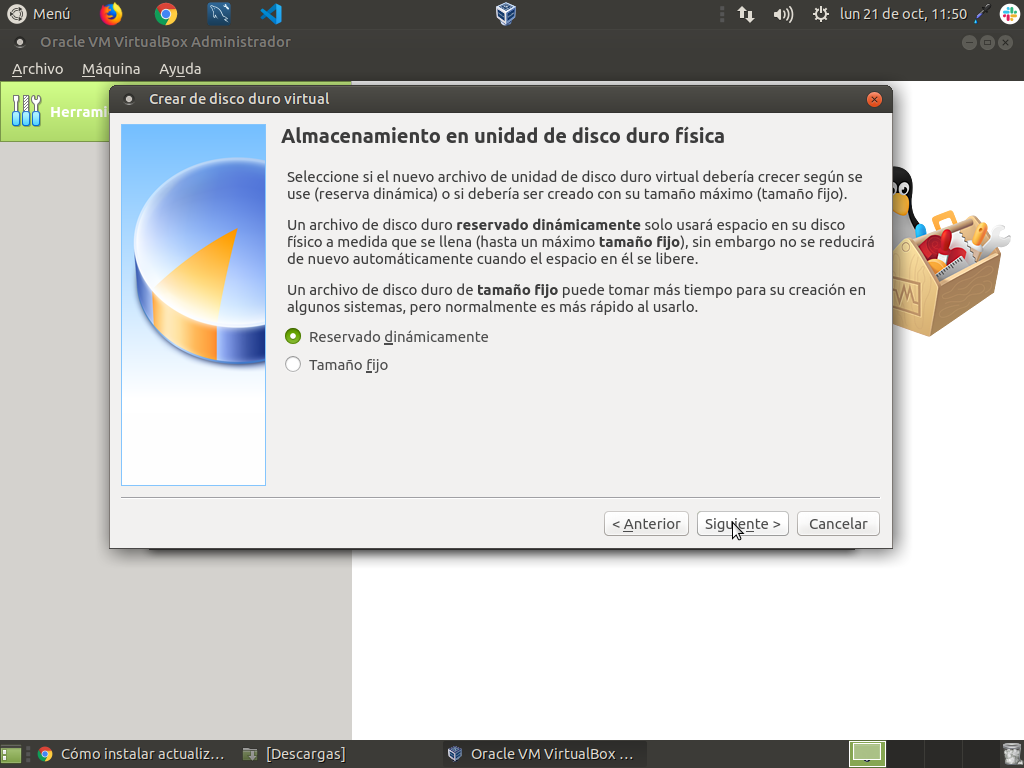 Menú
lun 21 de oct, 11:50
Oracle VM VirtualBox Administrador
Archivo Máquina Ayuda
Herrami
Crear de disco duro virtual
Almacenamiento en unidad de disco duro física
Seleccione si el nuevo archivo de unidad de disco duro virtual debería crecer según se
use (reserva dinámica) o si debería ser creado con su tamaño máximo (tamaño fijo).
Un archivo de disco duro reservado dinámicamente solo usará espacio en su disco
físico a medida que se llena (hasta un máximo tamaño fijo), sin embargo no se reducirá
de nuevo automáticamente cuando el espacio en él se libere.
Un archivo de disco duro de tamaño fijo puede tomar más tiempo para su creación en
algunos sistemas, pero normalmente es más rápido al usarlo.
Reservado dinámicamente
Tamaño fijo
< Anterior Siguiente > Cancelar
Cómo instalar actualiz... [Descargas] Oracle VM VirtualBox ...